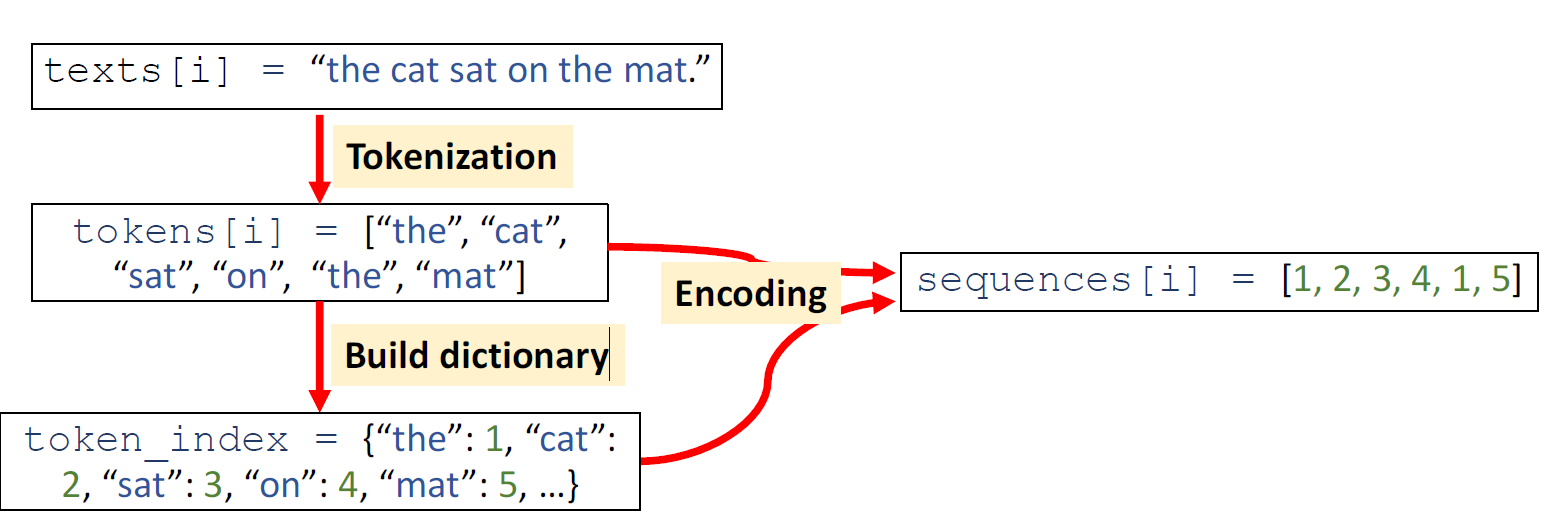 texts[i] = “the cat sat on the mat.”
Tokenization
tokens[i] = [“the”, “cat”,
“sat”, “on”, “the”, “mat”]
Encoding
sequences[i] = [1, 2, 3, 4, 1, 5]
Build dictionary
token_index = {“the”: 1, “cat”:
2, “sat”: 3, “on”: 4, “mat”: 5, …}